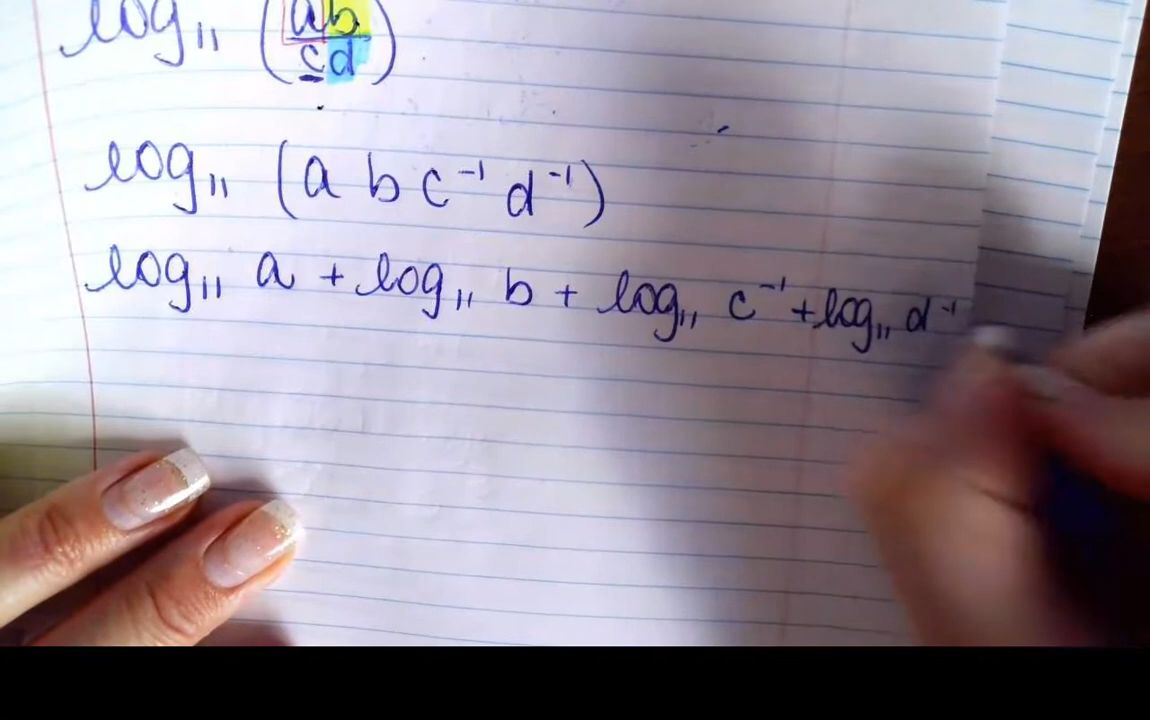 log₁₁ (ab/cd)
log₁₁ (a b c⁻¹ d⁻¹)
log₁₁ a + log₁₁ b + log₁₁ c⁻¹ + log₁₁ d⁻¹